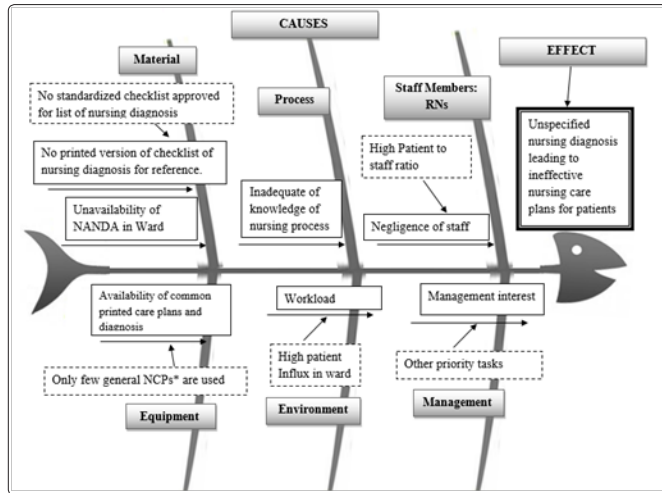 CAUSES
EFFECT
Material
Process
Staff Members:
RNs
No standardized checklist approved
for list of nursing diagnosis
No printed version of checklist of
nursing diagnosis for reference.
Unavailability of
NANDA in Ward
Inadequate of
knowledge of
nursing process
High Patient to
staff ratio
Negligence of staff
Unspecified
nursing diagnosis
leading to
ineffective
nursing care
plans for patients
Availability of common
printed care plans and
diagnosis
Only few general NCPs* are used
Equipment
Workload
High patient
Influx in ward
Environment
Management interest
Other priority tasks
Management